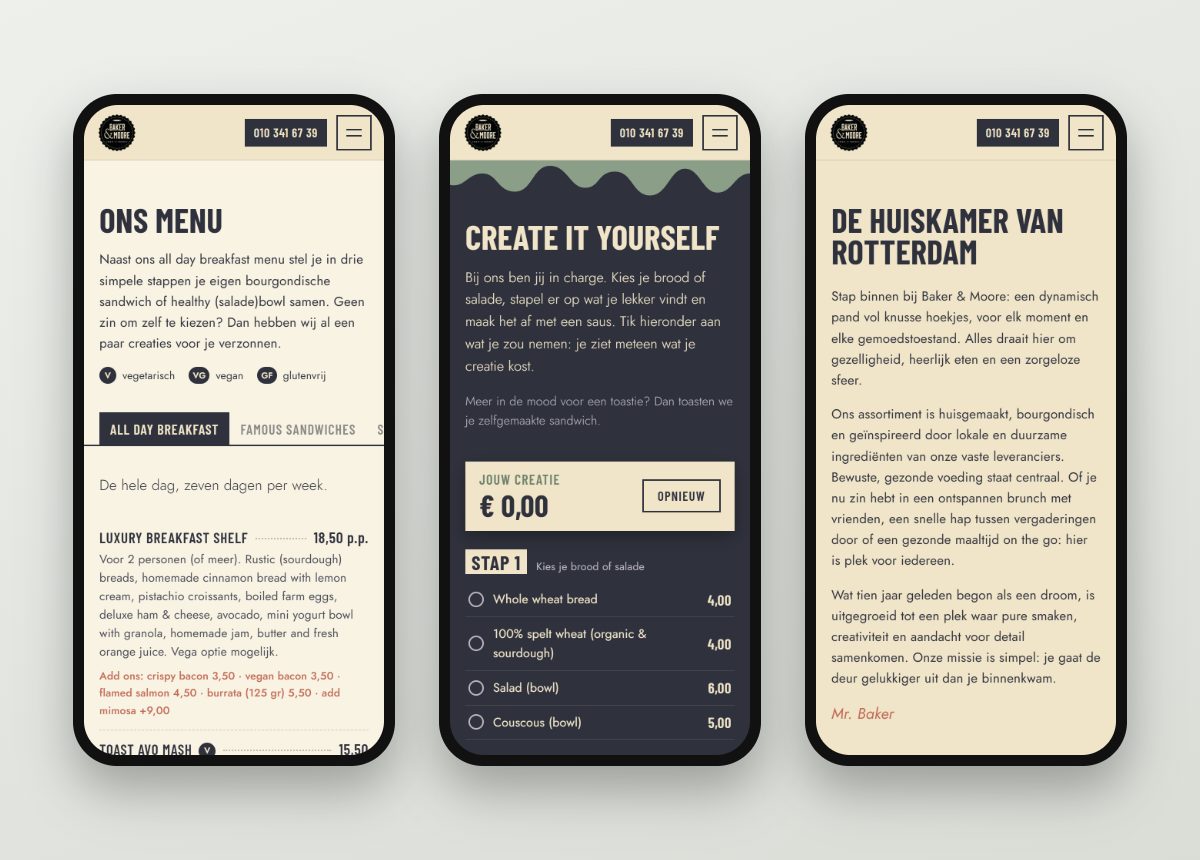 BAKER
& MOORE
010 341 67 39
ONS MENU
Naast ons all day breakfast menu stel je in drie
simpele stappen je eigen bourgondische
sandwich of healthy (salade)bowl samen. Geen
zin om zelf te kiezen? Dan hebben wij al een
paar creaties voor je verzonnen.
V vegetarisch VG vegan GF glutenvrij
ALL DAY BREAKFAST FAMOUS SANDWICHES S
De hele dag, zeven dagen per week.
LUXURY BREAKFAST SHELF 18,50 p.p.
Voor 2 personen (of meer). Rustic (sourdough)
breads, homemade cinnamon bread with lemon
cream, pistachio croissants, boiled farm eggs,
deluxe ham & cheese, avocado, mini yogurt bowl
with granola, homemade jam, butter and fresh
orange juice. Vega optie mogelijk.
Add ons: crispy bacon 3,50 · vegan bacon 3,50 ·
flamed salmon 4,50 · burrata (125 gr) 5,50 · add
mimosa +9,00
TOAST AVO MASH V 15,50
BAKER
& MOORE
010 341 67 39
CREATE IT YOURSELF
Bij ons ben jij in charge. Kies je brood of
salade, stapel er op wat je lekker vindt en
maak het af met een saus. Tik hieronder aan
wat je zou nemen: je ziet meteen wat je
creatie kost.
Meer in de mood voor een toastie? Dan toasten we
je zelfgemaakte sandwich.
JOUW CREATIE
€ 0,00
OPNIEUW
STAP 1 Kies je brood of salade
Whole wheat bread 4,00
100% spelt wheat (organic &
sourdough) 4,00
Salad (bowl) 6,00
Couscous (bowl) 5,00
BAKER
& MOORE
010 341 67 39
DE HUISKAMER VAN
ROTTERDAM
Stap binnen bij Baker & Moore: een dynamisch
pand vol knusse hoekjes, voor elk moment en
elke gemoedstoestand. Alles draait hier om
gezelligheid, heerlijk eten en een zorgeloze
sfeer.
Ons assortiment is huisgemaakt, bourgondisch
en geïnspireerd door lokale en duurzame
ingrediënten van onze vaste leveranciers.
Bewuste, gezonde voeding staat centraal. Of je
nu zin hebt in een ontspannen brunch met
vrienden, een snelle hap tussen vergaderingen
door of een gezonde maaltijd on the go: hier
is plek voor iedereen.
Wat tien jaar geleden begon als een droom, is
uitgegroeid tot een plek waar pure smaken,
creativiteit en aandacht voor detail
samenkomen. Onze missie is simpel: je gaat de
deur gelukkiger uit dan je binnenkwam.
Mr. Baker